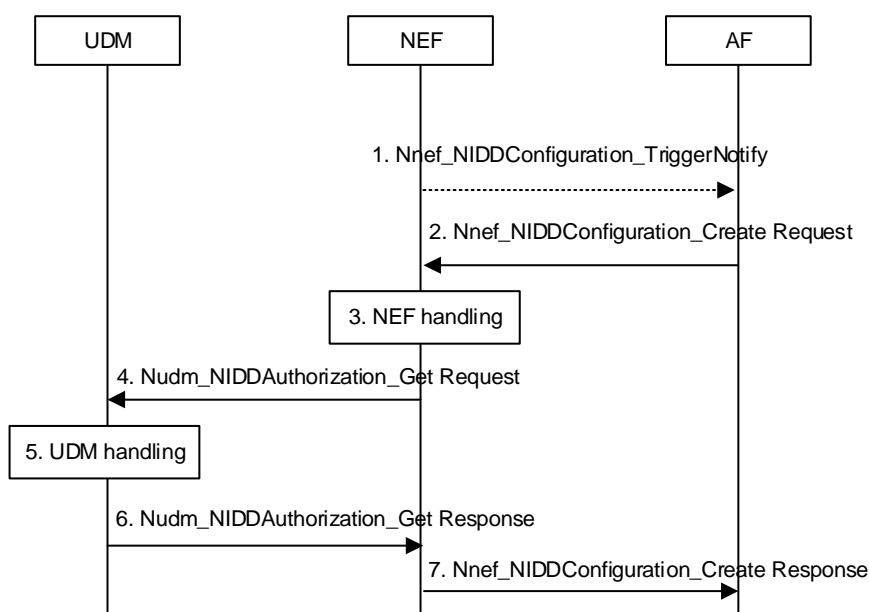 UDM
NEF
AF
1. Nnef_NIDDConfiguration_TriggerNotify
2. Nnef_NIDDConfiguration_Create Request
3. NEF handling
4. Nudm_NIDDAuthorization_Get Request
5. UDM handling
6. Nudm_NIDDAuthorization_Get Response
7. Nnef_NIDDConfiguration_Create Response